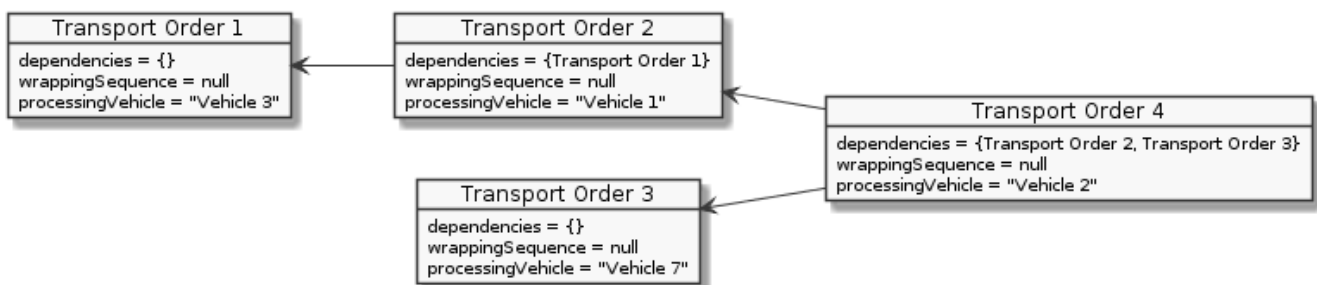 Transport Order 1
dependencies = {}
wrappingSequence = null
processingVehicle = "Vehicle 3"
Transport Order 2
dependencies = {Transport Order 1}
wrappingSequence = null
processingVehicle = "Vehicle 1"
Transport Order 3
dependencies = {}
wrappingSequence = null
processingVehicle = "Vehicle 7"
Transport Order 4
dependencies = {Transport Order 2, Transport Order 3}
wrappingSequence = null
processingVehicle = "Vehicle 2"